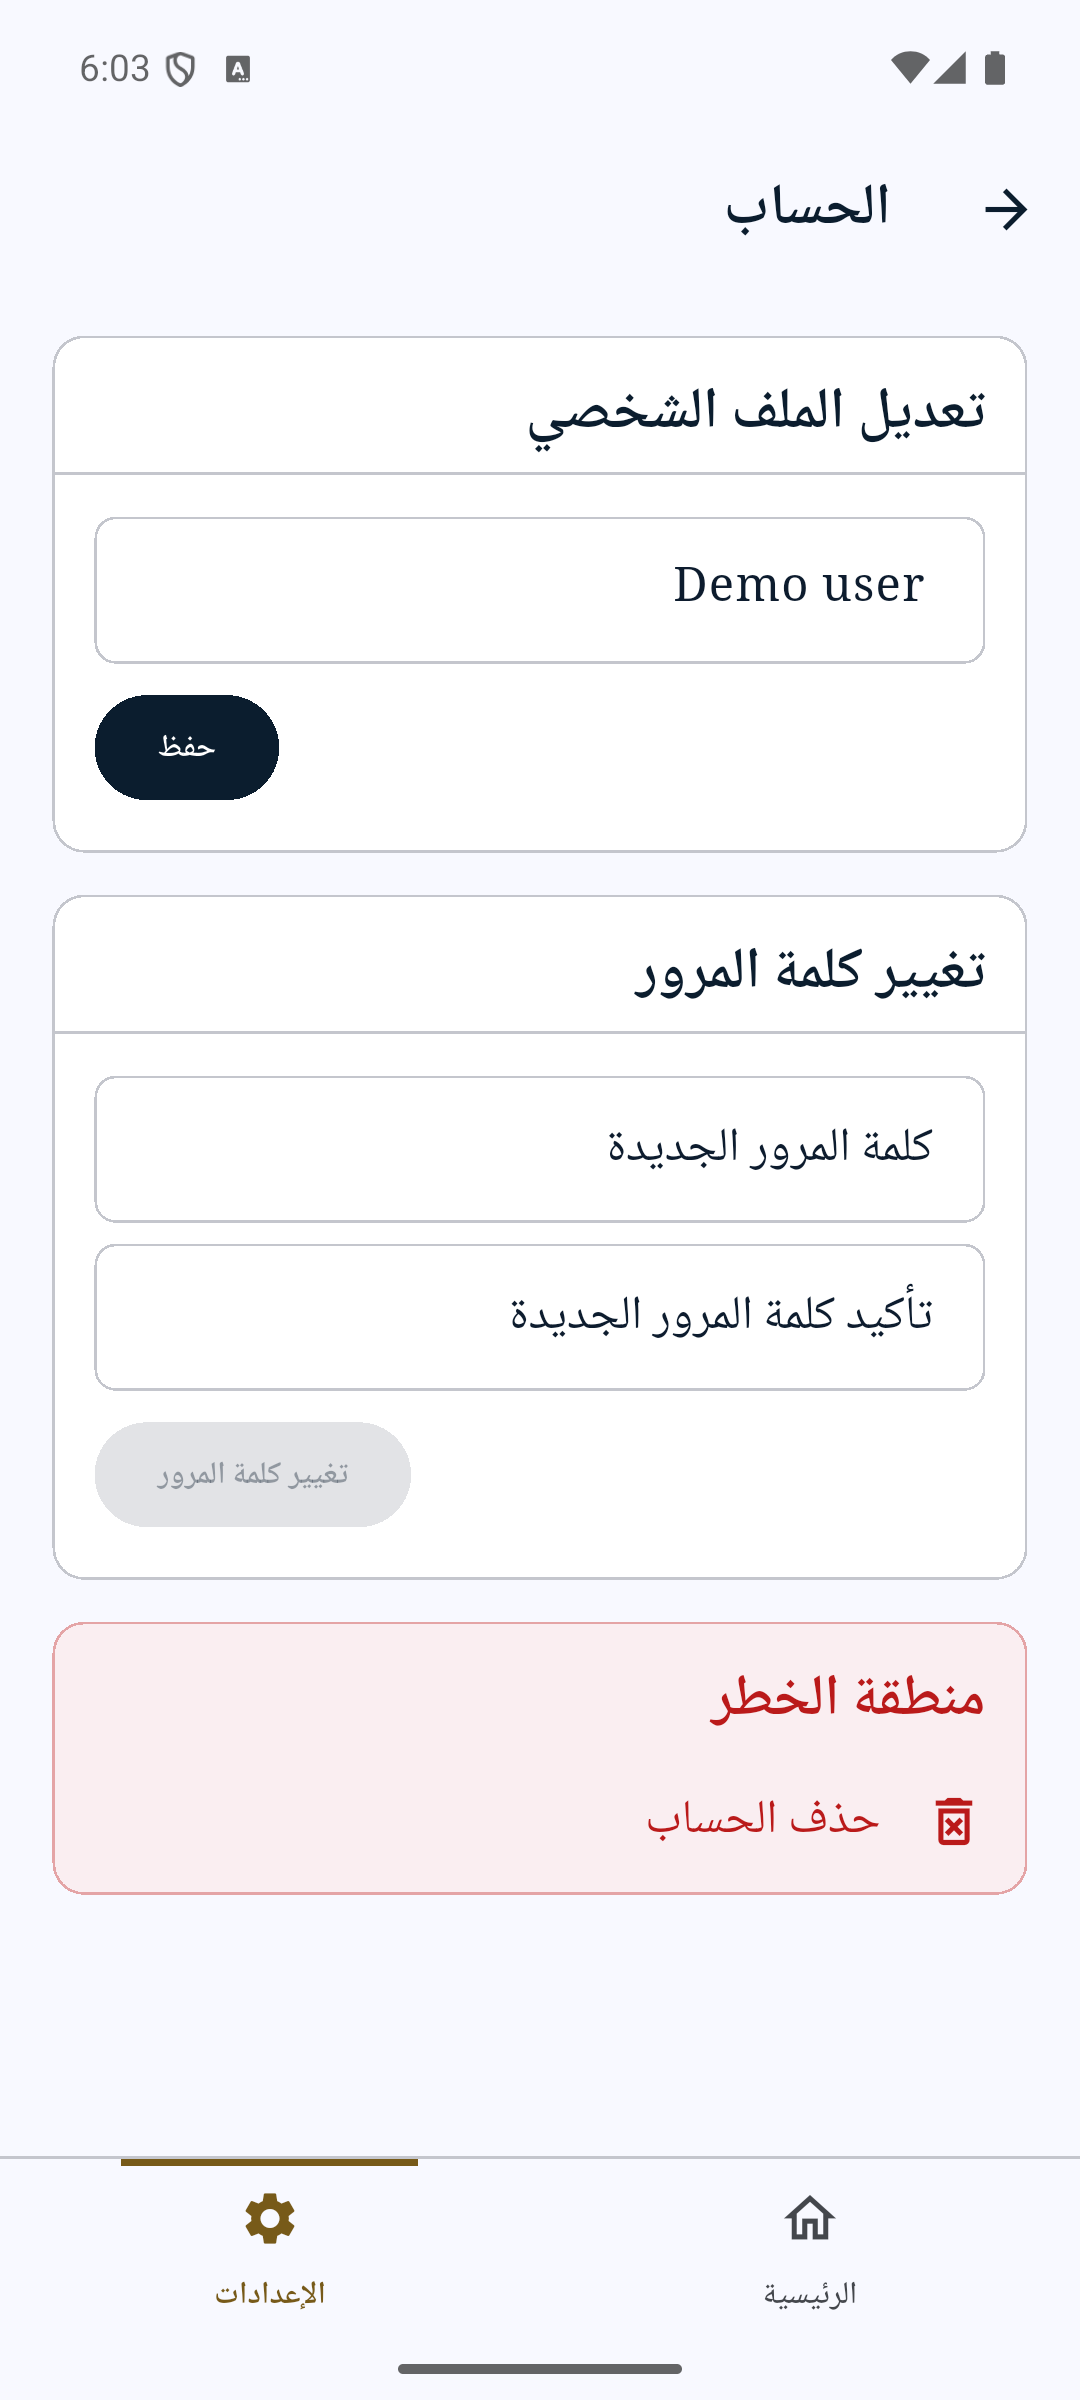 6:03
الحساب
تعديل الملف الشخصي
Demo user
حفظ
تغيير كلمة المرور
كلمة المرور الجديدة
تأكيد كلمة المرور الجديدة
تغيير كلمة المرور
منطقة الخطر
حذف الحساب
الرئيسية
الإعدادات